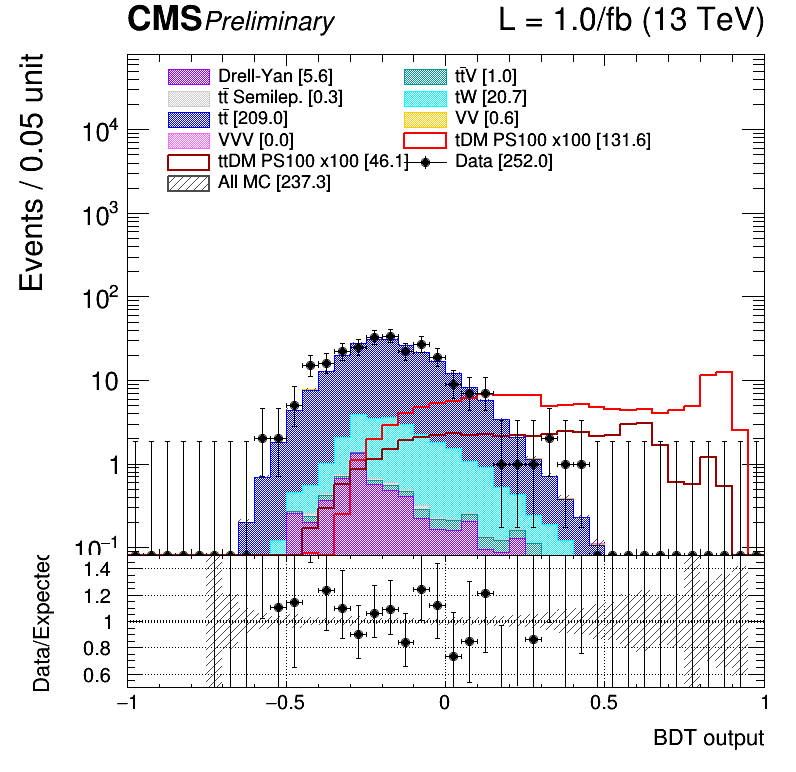 CMS Preliminary L = 1.0/fb (13 TeV)
Events / 0.05 unit
Drell-Yan [5.6] tt̄V [1.0]
tt̄ Semilep. [0.3] tW [20.7]
tt̄ [209.0] VV [0.6]
VVV [0.0] tDM PS100 x100 [131.6]
ttDM PS100 x100 [46.1] Data [252.0]
All MC [237.3]
10⁴
10³
10²
10
1
10⁻¹
Data/Expected
1.4
1.2
1
0.8
0.6
−1 −0.5 0 0.5 1
BDT output